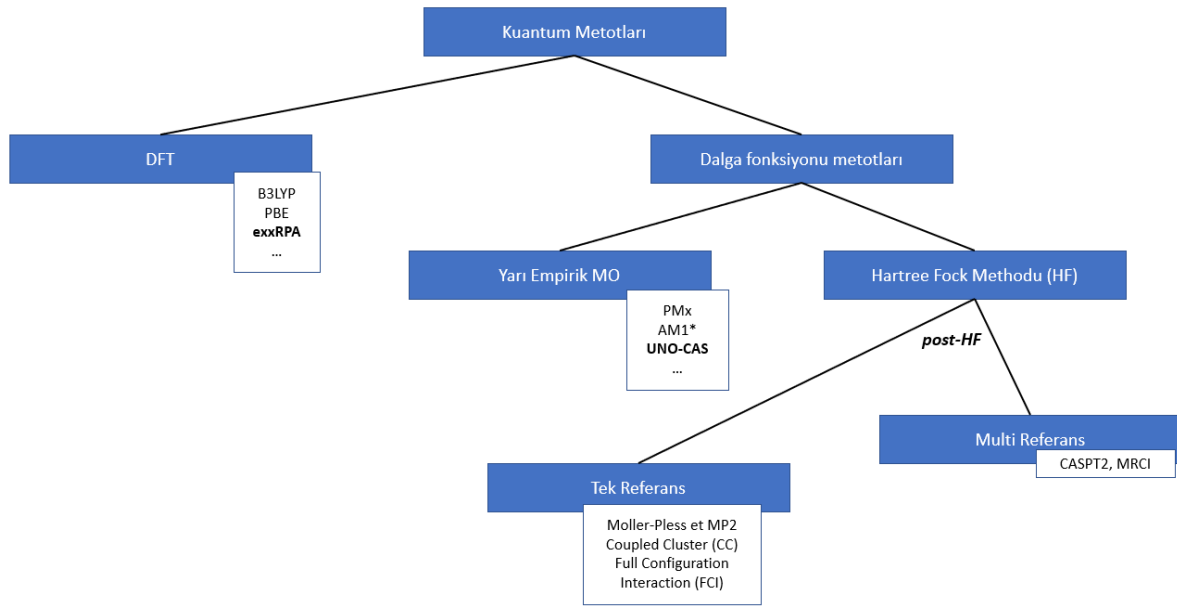 Kuantum Metotları
DFT
B3LYP
PBE
exxRPA
...
Dalga fonksiyonu metotları
Yarı Empirik MO
PMx
AM1*
UNO-CAS
...
Hartree Fock Methodu (HF)
post-HF
Multi Referans
CASPT2, MRCI
Tek Referans
Moller-Pless et MP2
Coupled Cluster (CC)
Full Configuration
Interaction (FCI)